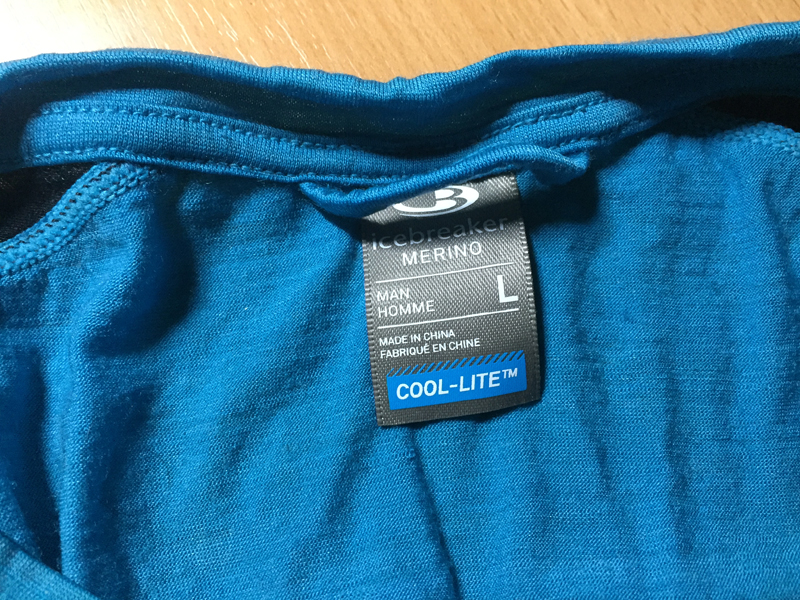 icebreaker
MERINO
MAN
HOMME
L
MADE IN CHINA
FABRIQUÉ EN CHINE
COOL-LITE™